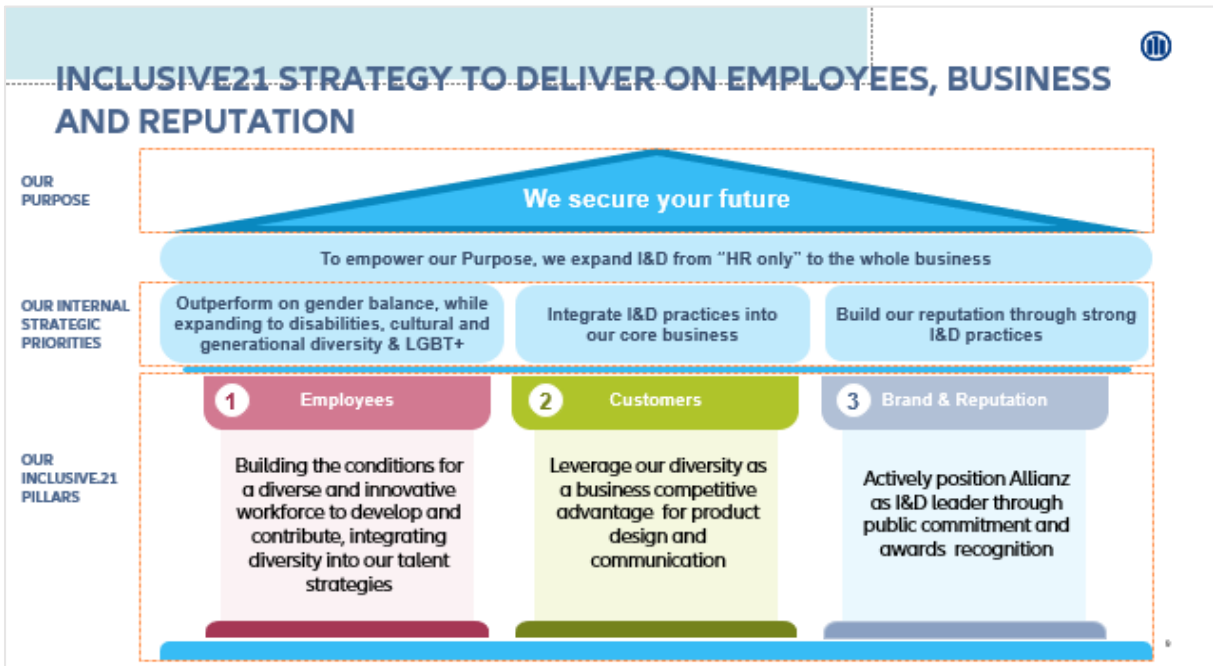 INCLUSIVE21 STRATEGY TO DELIVER ON EMPLOYEES, BUSINESS
AND REPUTATION
OUR
PURPOSE
We secure your future
To empower our Purpose, we expand I&D from “HR only” to the whole business
OUR INTERNAL
STRATEGIC
PRIORITIES
Outperform on gender balance, while
expanding to disabilities, cultural and
generational diversity & LGBT+
Integrate I&D practices into
our core business
Build our reputation through strong
I&D practices
OUR
INCLUSIVE.21
PILLARS
1 Employees
Building the conditions for
a diverse and innovative
workforce to develop and
contribute, integrating
diversity into our talent
strategies
2 Customers
Leverage our diversity as
a business competitive
advantage for product
design and
communication
3 Brand & Reputation
Actively position Allianz
as I&D leader through
public commitment and
awards recognition